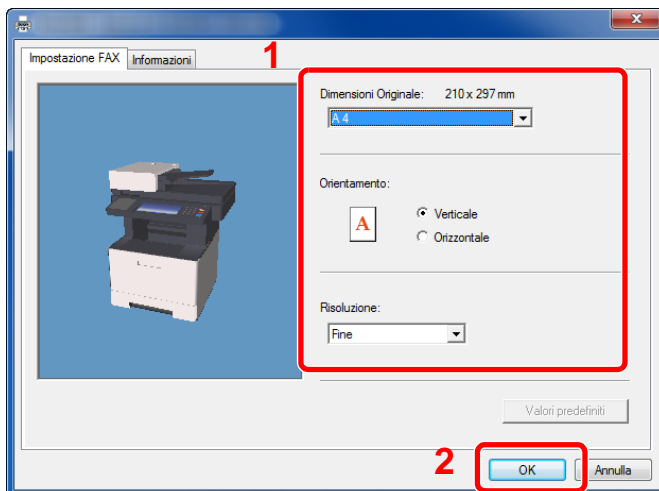 Impostazione FAX
Informazioni
1
Dimensioni Originale: 210 x 297 mm
A4
Orientamento:
A
Verticale
Orizzontale
Risoluzione:
Fine
Valori predefiniti
2
OK
Annulla